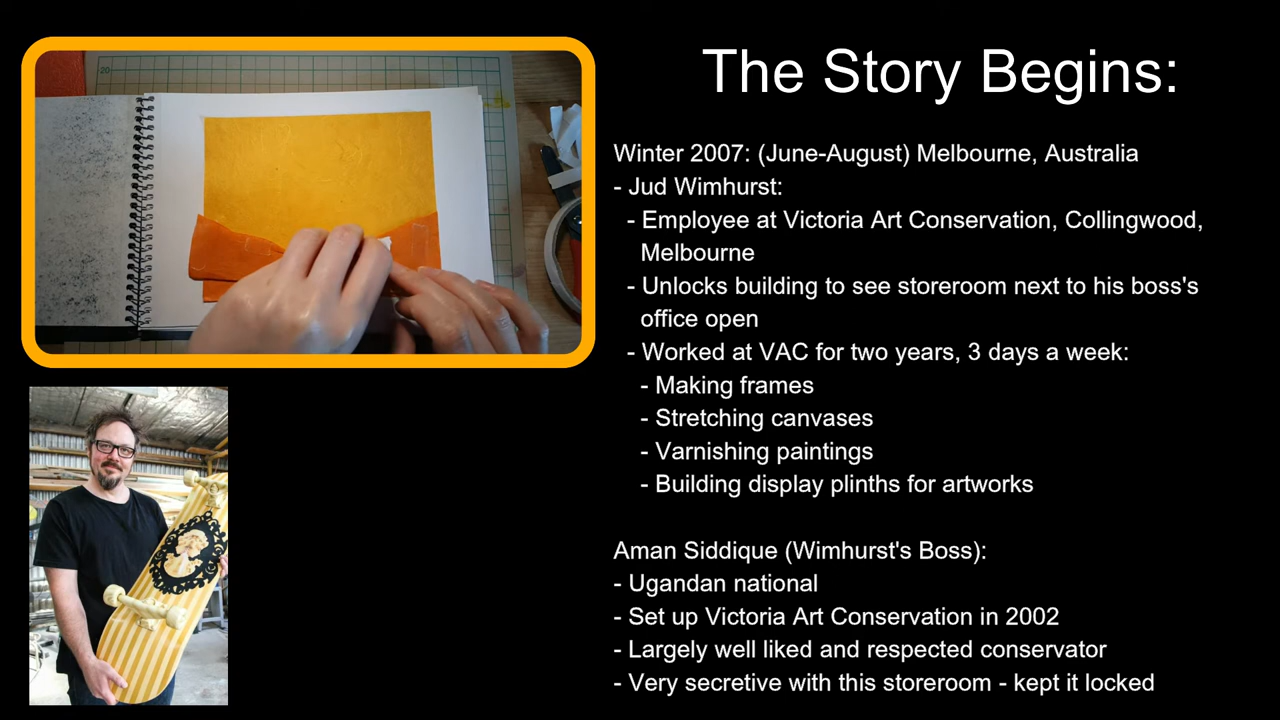 The Story Begins:
Winter 2007: (June-August) Melbourne, Australia
- Jud Wimhurst:
- Employee at Victoria Art Conservation, Collingwood,
Melbourne
- Unlocks building to see storeroom next to his boss's
office open
- Worked at VAC for two years, 3 days a week:
- Making frames
- Stretching canvases
- Varnishing paintings
- Building display plinths for artworks
Aman Siddique (Wimhurst's Boss):
- Ugandan national
- Set up Victoria Art Conservation in 2002
- Largely well liked and respected conservator
- Very secretive with this storeroom - kept it locked